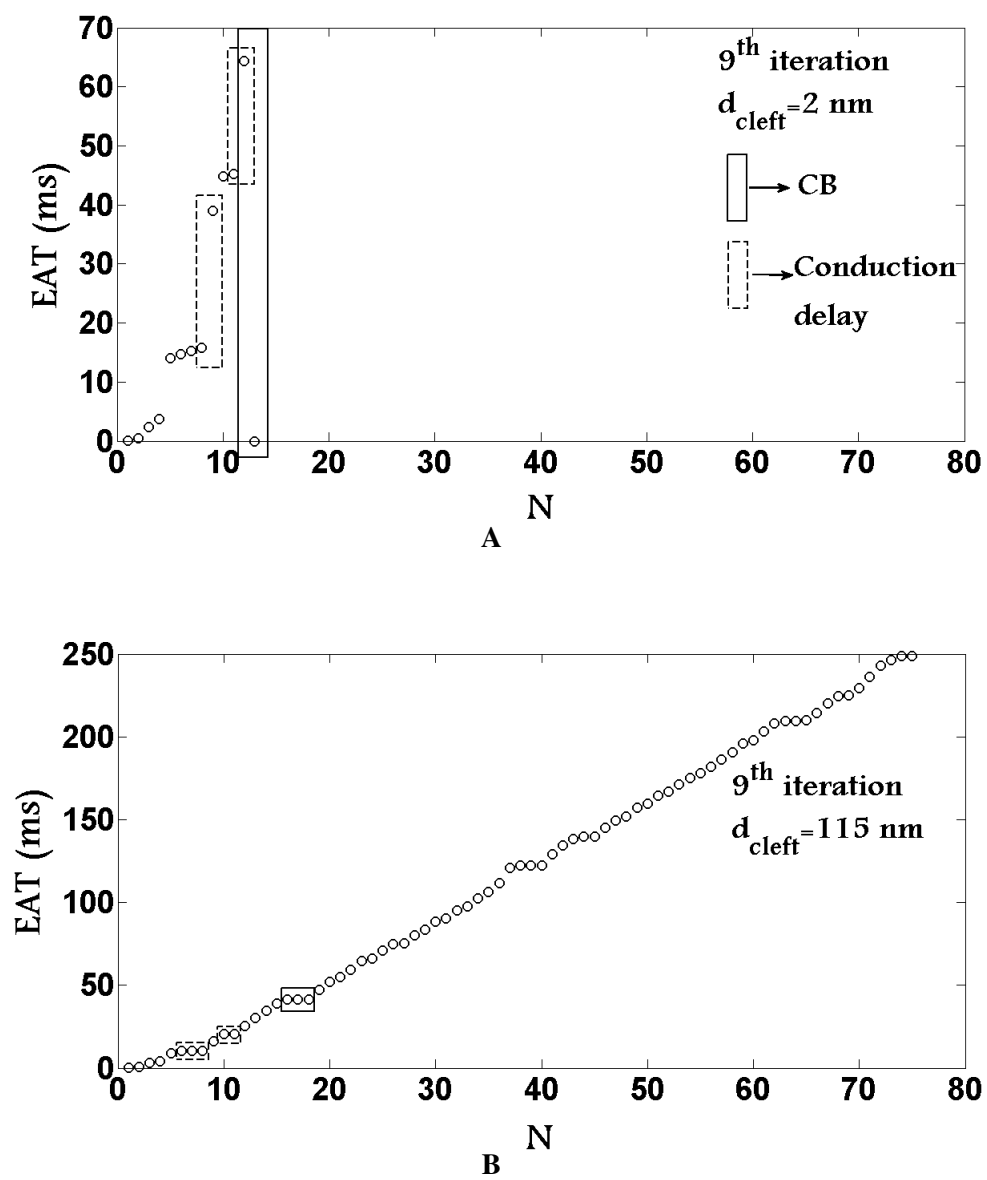 70
60
50
40
30
20
10
0
EAT (ms)
9th iteration
dcleft=2 nm
CB
Conduction
delay
0 10 20 30 40 50 60 70 80
N
A
250
200
150
100
50
0
EAT (ms)
9th iteration
dcleft=115 nm
0 10 20 30 40 50 60 70 80
N
B